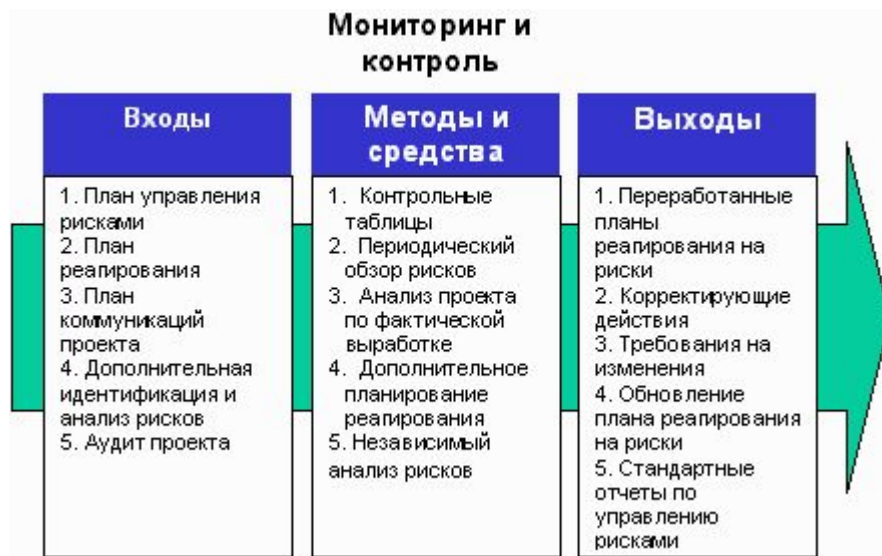 Мониторинг и
контроль
Входы
1. План управления
рисками
2. План
реагирования
3. План
коммуникаций
проекта
4. Дополнительная
идентификация и
анализ рисков
5. Аудит проекта
Методы и
средства
1. Контрольные
таблицы
2. Периодический
обзор рисков
3. Анализ проекта
по фактической
выработке
4. Дополнительное
планирование
реагирования
5. Независимый
анализ рисков
Выходы
1. Переработанные
планы
реагирования на
риски
2. Корректирующие
действия
3. Требования на
изменения
4. Обновление
плана реагирования
на риски
5. Стандартные
отчеты по
управлению
рисками